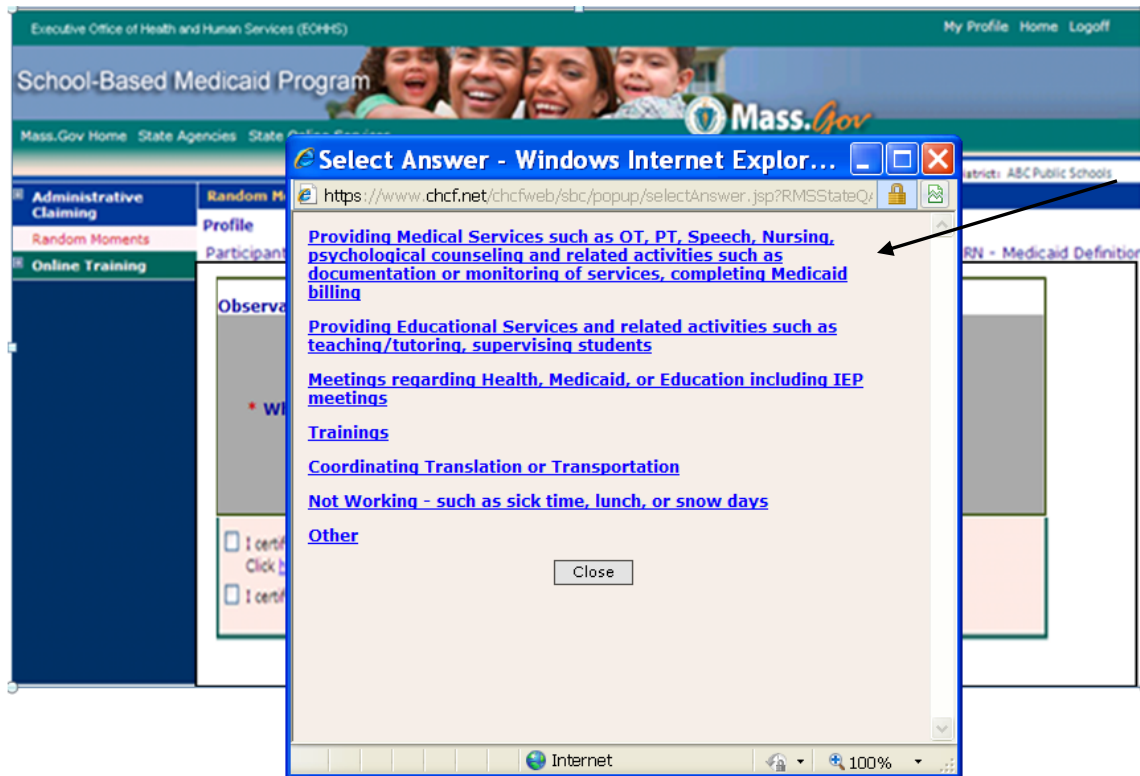 Executive Office of Health and Human Services (EOHHS)
My Profile Home Logoff
School-Based Medicaid Program
Mass.Gov
Mass.Gov Home State Agencies State Online Services
Select Answer - Windows Internet Explor...
https://www.chcf.net/chcfweb/sbc/popup/selectAnswer.jsp?RMSStateQ
ABC Public Schools
Administrative
Claiming
Random Moments
Online Training
Random M
Profile
Participant
RN - Medicaid Definition
Observa
* Wh
I certif
Click h
I certif
Providing Medical Services such as OT, PT, Speech, Nursing,
psychological counseling and related activities such as
documentation or monitoring of services, completing Medicaid
billing
Providing Educational Services and related activities such as
teaching/tutoring, supervising students
Meetings regarding Health, Medicaid, or Education including IEP
meetings
Trainings
Coordinating Translation or Transportation
Not Working - such as sick time, lunch, or snow days
Other
Close
Internet
100%